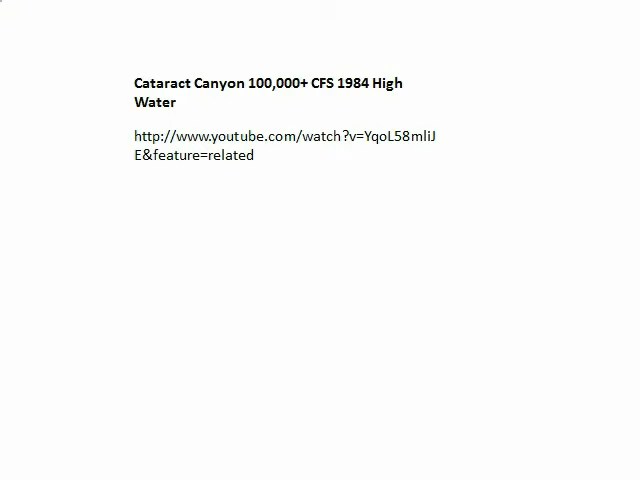 Cataract Canyon 100,000+ CFS 1984 High
Water
http://www.youtube.com/watch?v=YqoL58mliJ
E&feature=related